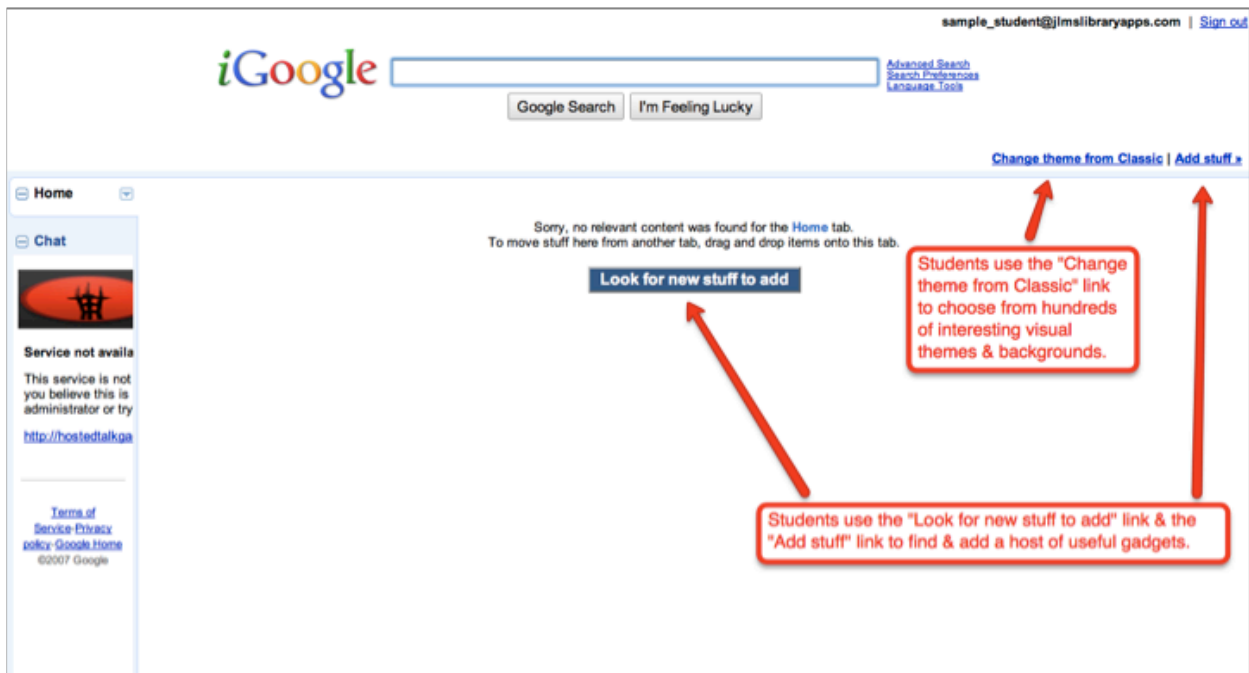 sample_student@jlmslibraryapps.com | Sign out
iGoogle
Advanced Search
Search Preferences
Language Tools
Google Search I'm Feeling Lucky
Change theme from Classic | Add stuff »
Home
Chat
Service not availa
This service is not
you believe this is
administrator or try
http://hostedtalkga
Terms of
Service-Privacy
policy-Google Home
©2007 Google
Sorry, no relevant content was found for the Home tab.
To move stuff here from another tab, drag and drop items onto this tab.
Look for new stuff to add
Students use the "Change
theme from Classic" link
to choose from hundreds
of interesting visual
themes & backgrounds.
Students use the "Look for new stuff to add" link & the
"Add stuff" link to find & add a host of useful gadgets.